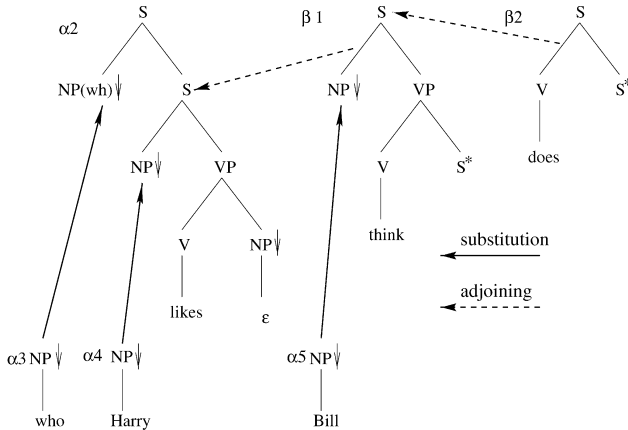 α2 S β1 S β2 S
NP(wh)↓ S NP↓ VP V S*
NP↓ VP V S* does
V NP↓ think substitution
likes ε adjoining
α3 NP↓ α4 NP↓ α5 NP↓
who Harry Bill